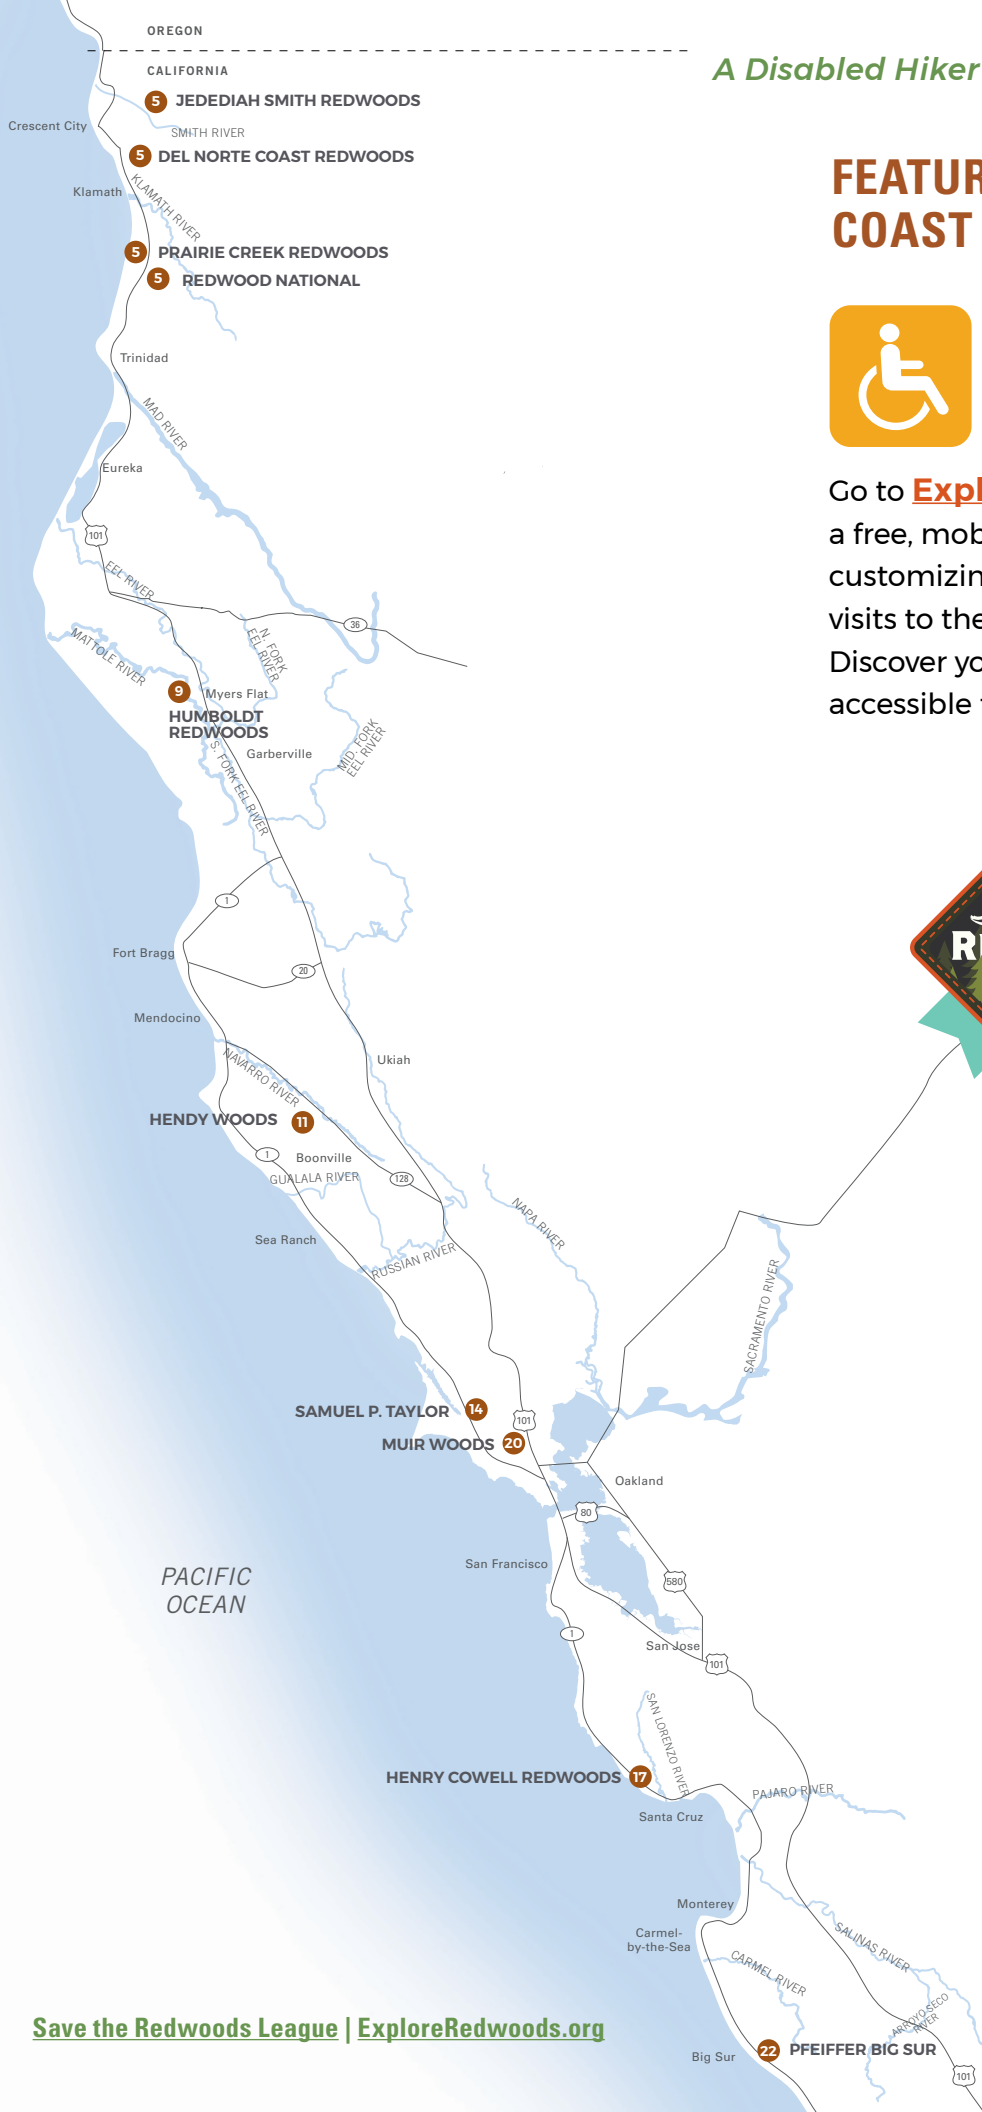 OREGON
CALIFORNIA
A Disabled Hiker
5 JEDEDIAH SMITH REDWOODS
Crescent City
SMITH RIVER
5 DEL NORTE COAST REDWOODS
Klamath
KLAMATH RIVER
5 PRAIRIE CREEK REDWOODS
5 REDWOOD NATIONAL
FEATUR
COAST
Trinidad
MAD RIVER
Eureka
101
Go to Expl
a free, mob
customizin
visits to the
Discover yo
accessible
EEL RIVER
36
N. FORK
EEL RIVER
MATTOLE RIVER
9
Myers Flat
HUMBOLDT
REDWOODS
Garberville
MID. FORK
EEL RIVER
S. FORK EEL RIVER
1
Fort Bragg
20
R
Mendocino
Ukiah
NAVARRO RIVER
HENDY WOODS 11
1
Boonville
GUALALA RIVER
128
NAPA RIVER
Sea Ranch
RUSSIAN RIVER
SACRAMENTO RIVER
SAMUEL P. TAYLOR 14
101
MUIR WOODS 20
Oakland
80
San Francisco
580
PACIFIC
OCEAN
1
San Jose
101
SAN LORENZO RIVER
HENRY COWELL REDWOODS 17
PAJARO RIVER
Santa Cruz
Monterey
Carmel-
by-the-Sea
SALINAS RIVER
CARMEL RIVER
ARROYO SECO
RIVER
Save the Redwoods League | ExploreRedwoods.org
22 PFEIFFER BIG SUR
Big Sur
101